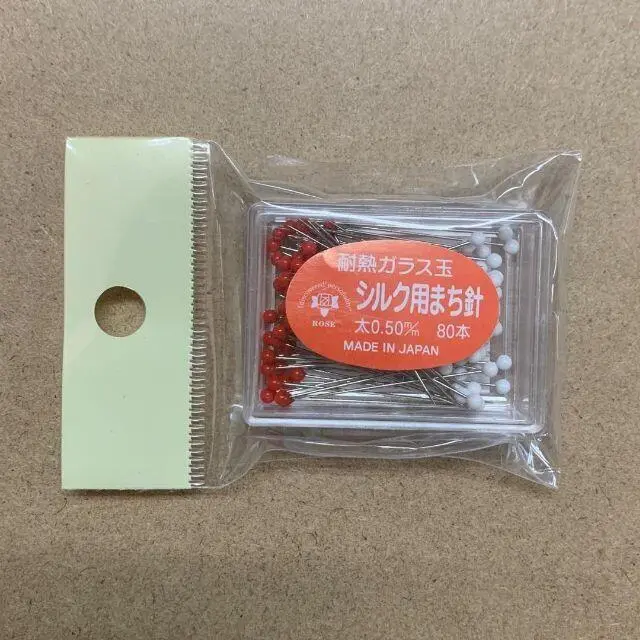 耐熱ガラス玉
シルク用まち針
ROSE
太0.50m/m 80本
MADE IN JAPAN